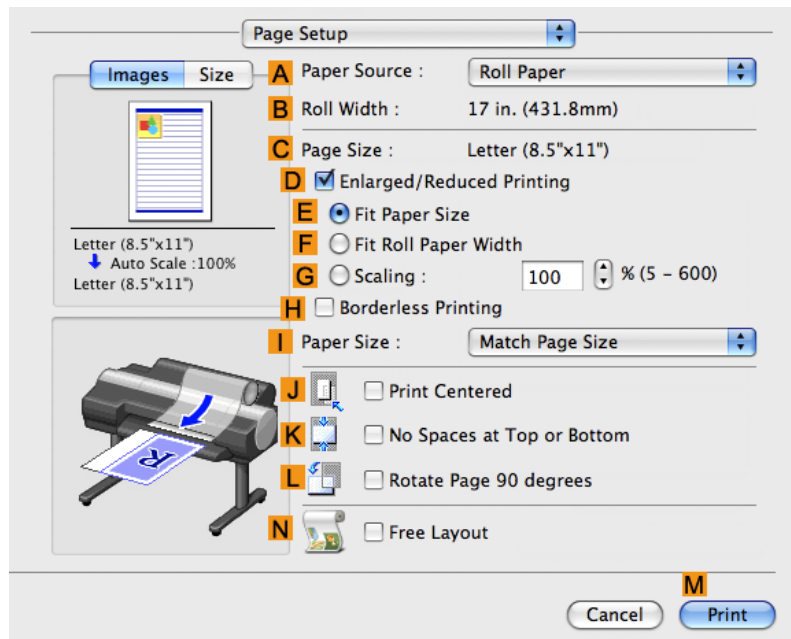 Page Setup
Images Size
A Paper Source : Roll Paper
B Roll Width : 17 in. (431.8mm)
C Page Size : Letter (8.5"x11")
D Enlarged/Reduced Printing
E Fit Paper Size
F Fit Roll Paper Width
G Scaling : 100 % (5 - 600)
Letter (8.5"x11")
Auto Scale :100%
Letter (8.5"x11")
H Borderless Printing
I Paper Size : Match Page Size
J Print Centered
K No Spaces at Top or Bottom
L Rotate Page 90 degrees
R
N Free Layout
M
Cancel Print